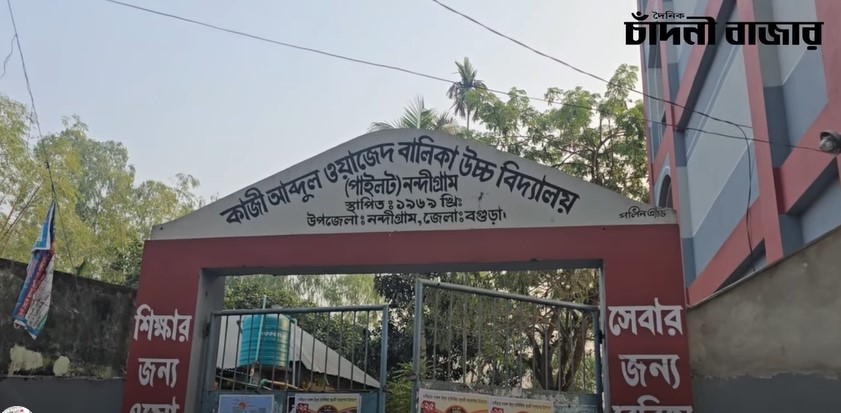 দৈনিক
চাঁদনী বাজার
কাজী আব্দুল ওয়াজেদ বালিকা উচ্চ বিদ্যালয়
(পাইলট) নন্দীগ্রাম
স্থাপিত : ১৯৬৯ খ্রিঃ
উপজেলাঃ নন্দীগ্রাম, জেলাঃ বগুড়া।
শিক্ষার
জন্য
সেবার
জন্য